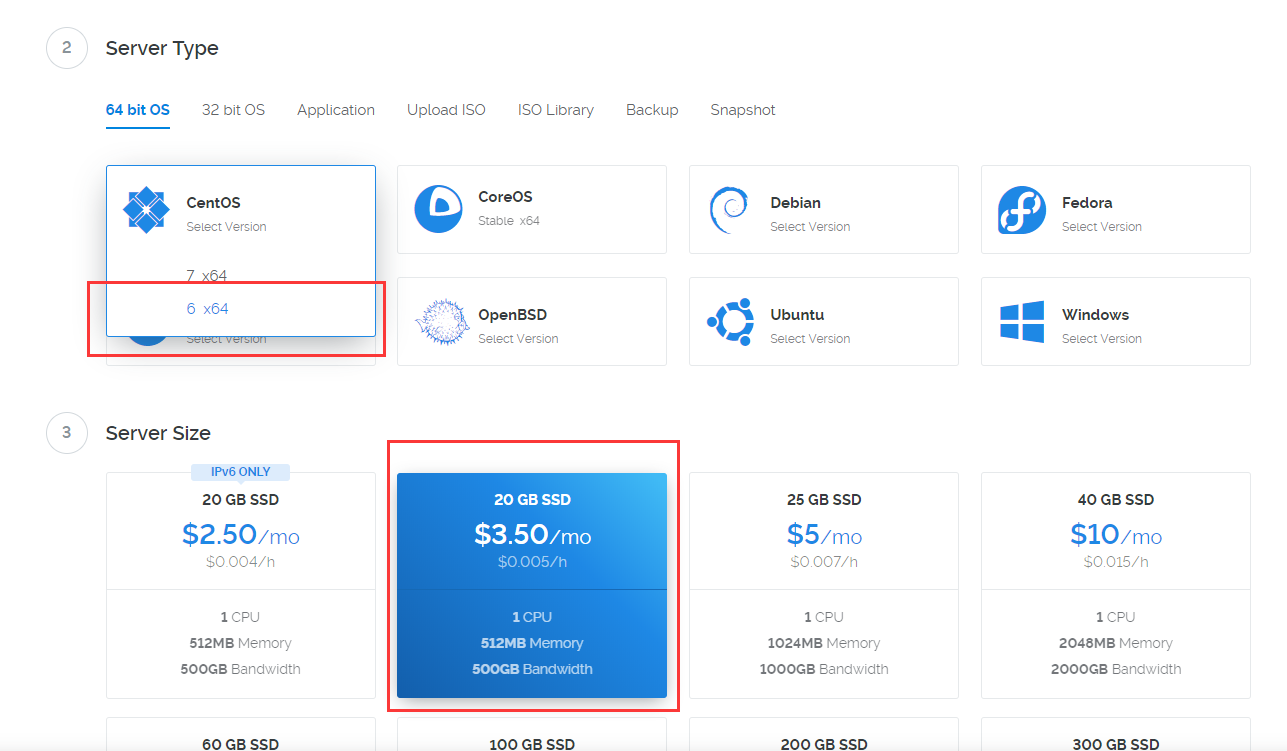 2
Server Type
64 bit OS
32 bit OS
Application
Upload ISO
ISO Library
Backup
Snapshot
CentOS
Select Version
7 x64
6 x64
Select Version
CoreOS
Stable x64
Debian
Select Version
Fedora
Select Version
OpenBSD
Select Version
Ubuntu
Select Version
Windows
Select Version
3
Server Size
IPv6 ONLY
20 GB SSD
$2.50/mo
$0.004/h
1 CPU
512MB Memory
500GB Bandwidth
20 GB SSD
$3.50/mo
$0.005/h
1 CPU
512MB Memory
500GB Bandwidth
25 GB SSD
$5/mo
$0.007/h
1 CPU
1024MB Memory
1000GB Bandwidth
40 GB SSD
$10/mo
$0.015/h
1 CPU
2048MB Memory
2000GB Bandwidth
60 GB SSD
100 GB SSD
200 GB SSD
300 GB SSD